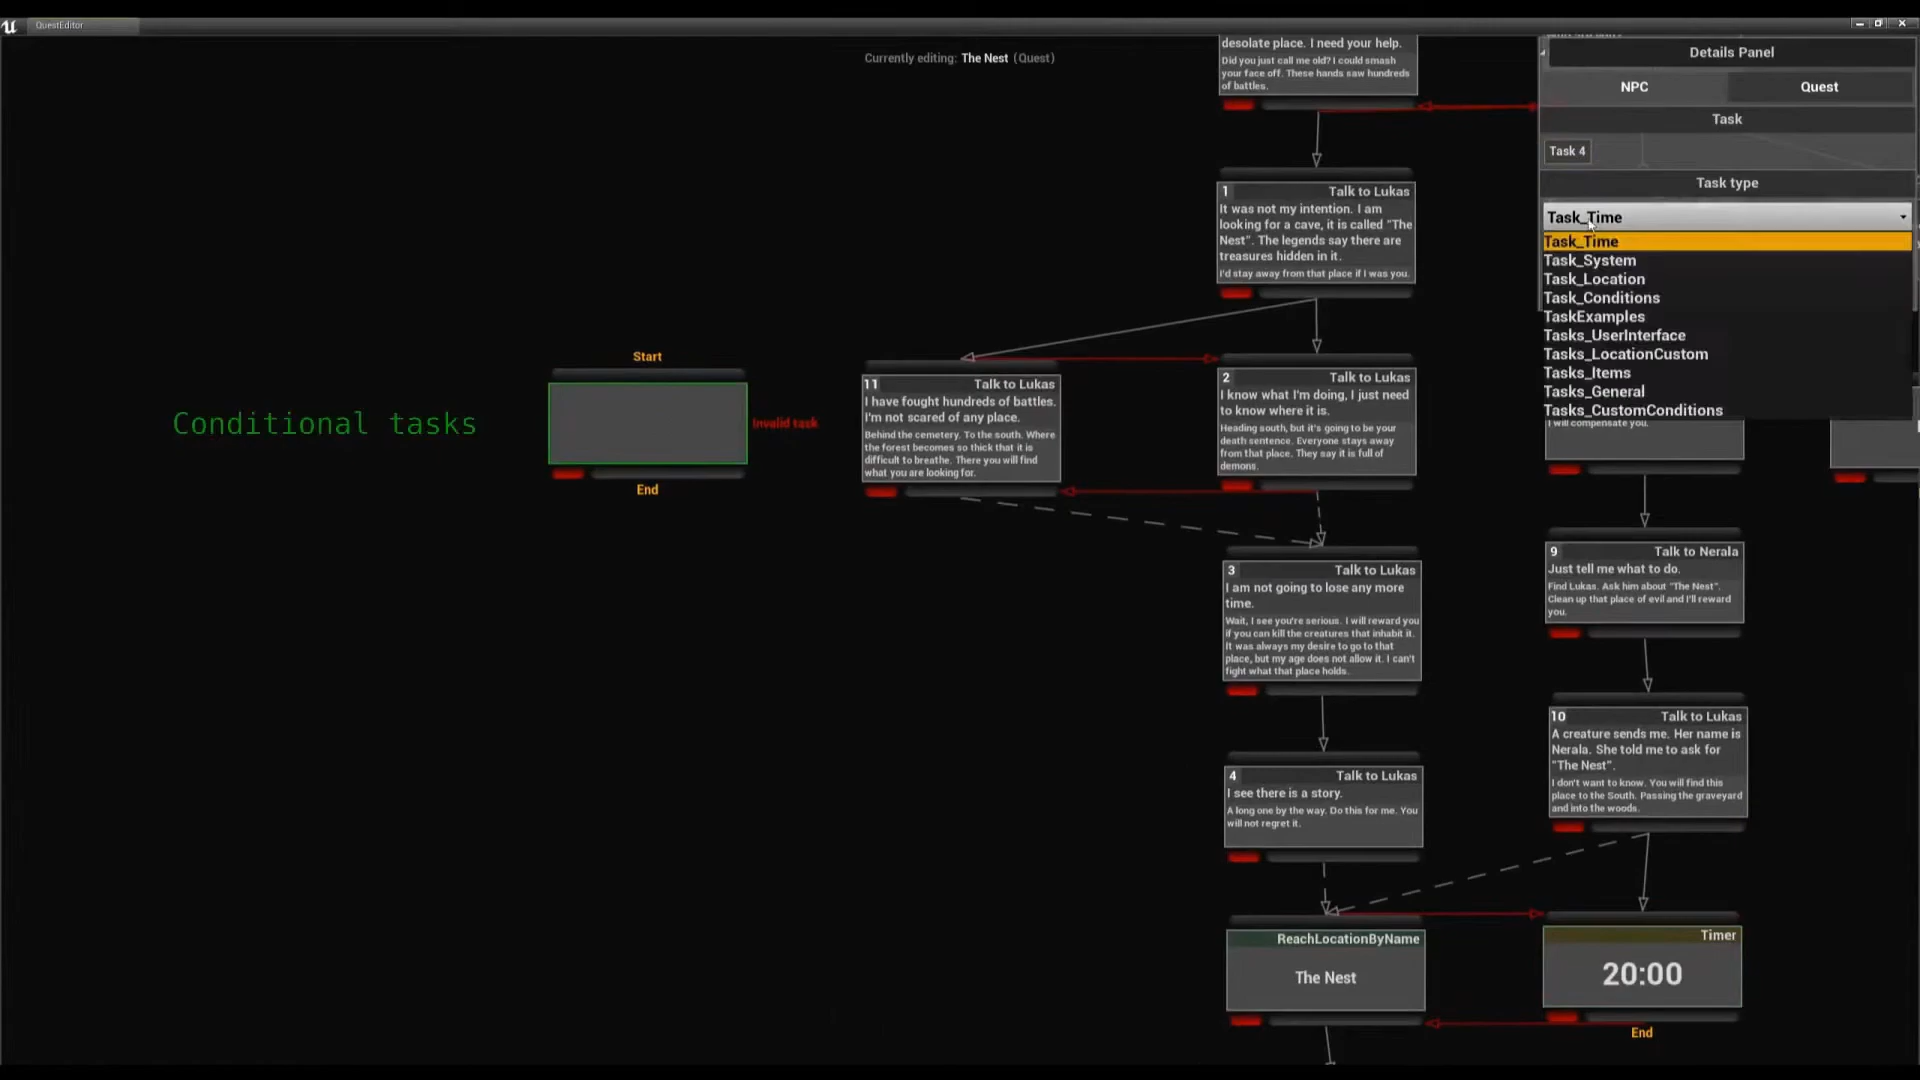 QuestEditor
Currently editing: The Nest (Quest)
desolate place. I need your help.
Did you just call me old? I could smash
your face off. These hands saw hundreds
of battles.
1 Talk to Lukas
It was not my intention. I am
looking for a cave, it is called "The
Nest". The legends say there are
treasures hidden in it.
I'd stay away from that place if I was you.
Conditional tasks
Start
Invalid task
End
11 Talk to Lukas
I have fought hundreds of battles.
I'm not scared of any place.
Behind the cemetery. To the south. Where
the forest becomes so thick that it is
difficult to breathe. There you will find
what you are looking for.
2 Talk to Lukas
I know what I'm doing, I just need
to know where it is.
Heading south, but it's going to be your
death sentence. Everyone stays away
from that place. They say it is full of
demons.
3 Talk to Lukas
I am not going to lose any more
time.
Wait, I see you're serious. I will reward you
if you can kill the creatures that inhabit it.
It was always my desire to go to that
place, but my age does not allow it. I can't
fight what that place holds.
4 Talk to Lukas
I see there is a story.
A long one by the way. Do this for me. You
will not regret it.
ReachLocationByName
The Nest
Details Panel
NPC Quest
Task
Task 4
Task type
Task_Time
Task_Time
Task_System
Task_Location
Task_Conditions
TaskExamples
Tasks_UserInterface
Tasks_LocationCustom
Tasks_Items
Tasks_General
Tasks_CustomConditions
I will compensate you.
9 Talk to Nerala
Just tell me what to do.
Find Lukas. Ask him about "The Nest".
Clean up that place of evil and I'll reward
you.
10 Talk to Lukas
A creature sends me. Her name is
Nerala. She told me to ask for
"The Nest".
I don't want to know. You will find this
place to the South. Passing the graveyard
and into the woods.
Timer
20:00
End